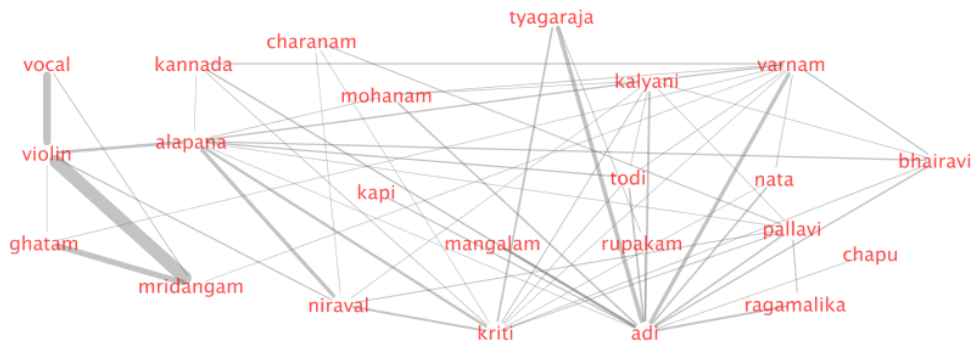 tyagaraja
charanam
vocal
kannada
varnam
kalyani
mohanam
violin
alapana
bhairavi
todi
nata
kapi
pallavi
ghatam
mangalam
rupakam
chapu
mridangam
niraval
ragamalika
kriti
adi